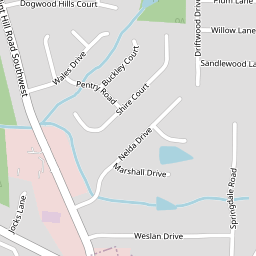 Dogwood Hills Court
Plum Lane
Willow Lane
Driftwood Drive
Sandlewood La
Hill Road Southwest
Wales Drive
Buckley Court
Pentry Road
Shire Court
Nelda Drive
Marshall Drive
Springdale Road
Jocks Lane
Weslan Drive